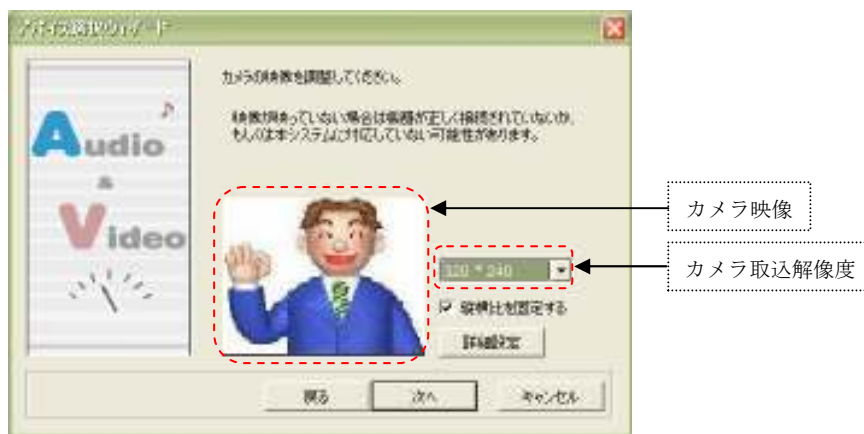 デバイス選択ウィザード
カメラの映像を調整してください。
映像が映っていない場合は機器が正しく接続されていないか、
もしくは本システムに対応していない可能性があります。
Audio
&
Video
カメラ映像
カメラ取込解像度
320 * 240
縦横比を固定する
詳細設定
戻る
次へ
キャンセル